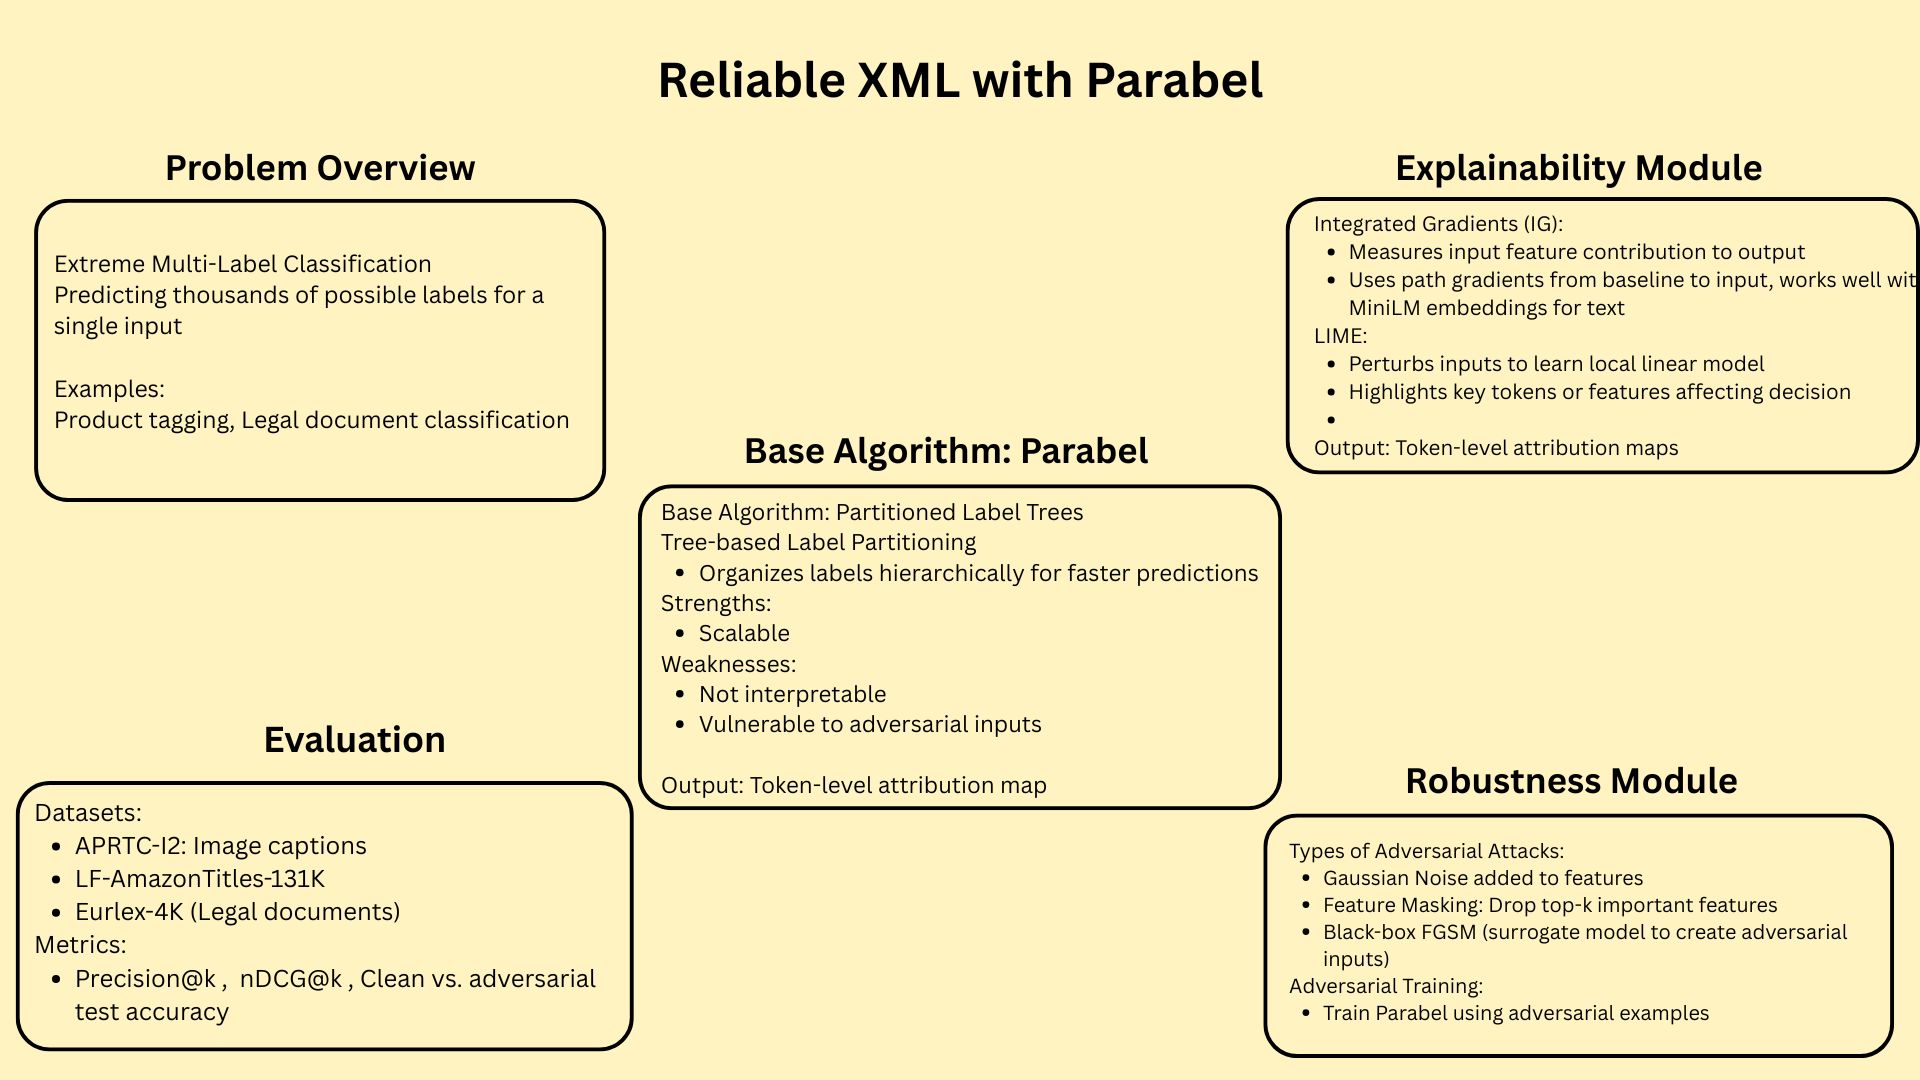 Reliable XML with Parabel
Problem Overview
Extreme Multi-Label Classification
Predicting thousands of possible labels for a
single input
Examples:
Product tagging, Legal document classification
Explainability Module
Integrated Gradients (IG):
• Measures input feature contribution to output
• Uses path gradients from baseline to input, works well wit
MiniLM embeddings for text
LIME:
• Perturbs inputs to learn local linear model
• Highlights key tokens or features affecting decision
•
Output: Token-level attribution maps
Base Algorithm: Parabel
Base Algorithm: Partitioned Label Trees
Tree-based Label Partitioning
• Organizes labels hierarchically for faster predictions
Strengths:
• Scalable
Weaknesses:
• Not interpretable
• Vulnerable to adversarial inputs
Output: Token-level attribution map
Evaluation
Datasets:
• APRTC-I2: Image captions
• LF-AmazonTitles-131K
• Eurlex-4K (Legal documents)
Metrics:
• Precision@k ,  nDCG@k , Clean vs. adversarial
test accuracy
Robustness Module
Types of Adversarial Attacks:
• Gaussian Noise added to features
• Feature Masking: Drop top-k important features
• Black-box FGSM (surrogate model to create adversarial
inputs)
Adversarial Training:
• Train Parabel using adversarial examples